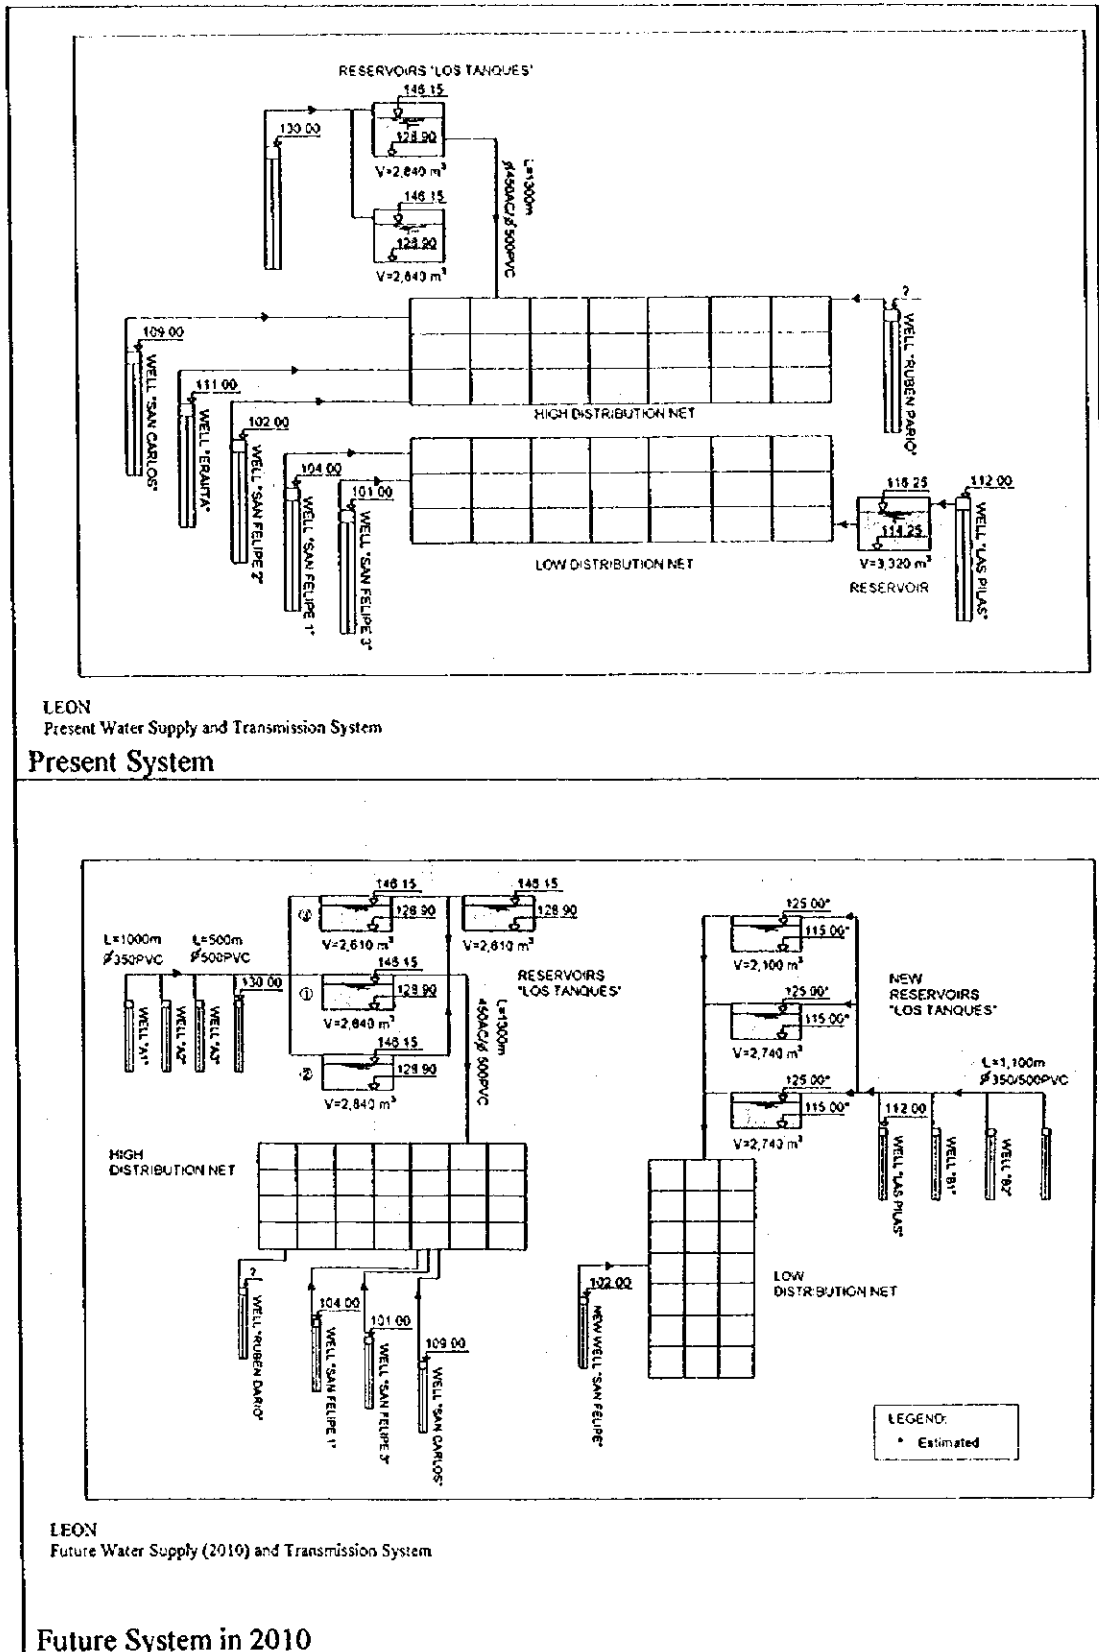 RESERVOIRS "LOS TANQUES"
146.15
130.00
128.90
V=2,840 m³
146.15
128.90
V=2,840 m³
L=1300m
Ø450AC/Ø 500PVC
109.00
WELL "SAN CARLOS"
111.00
102.00
WELL "SAN FELIPE 2"
104.00
WELL "SAN FELIPE 1"
101.00
WELL "SAN FELIPE 3"
HIGH DISTRIBUTION NET
LOW DISTRIBUTION NET
?
WELL "RUBEN PARIO"
116.25
114.25
V=3,320 m³
RESERVOIR
112.00
WELL "LAS PILAS"
LEON
Present Water Supply and Transmission System
Present System
146.15
128.90
V=2,610 m³
146.15
128.90
V=2,610 m³
RESERVOIRS
"LOS TANQUES"
L=1000m
Ø350PVC
L=500m
Ø500PVC
130.00
WELL "A1"
WELL "A2"
WELL "A3"
①
146.15
128.90
V=2,840 m³
②
146.15
128.90
V=2,840 m³
L=1300m
450AC/Ø 500PVC
125.00*
115.00*
V=2,100 m³
125.00*
115.00*
V=2,740 m³
125.00*
115.00*
V=2,740 m³
NEW
RESERVOIRS
"LOS TANQUES"
L=1,100m
Ø350/500PVC
112.00
WELL "LAS PILAS"
WELL "B1"
WELL "B2"
HIGH
DISTRIBUTION NET
?
WELL "RUBEN DARIO"
104.00
WELL "SAN FELIPE 1"
101.00
WELL "SAN FELIPE 3"
109.00
WELL "SAN CARLOS"
102.00
NEW WELL "SAN FELIPE"
LOW
DISTRIBUTION NET
LEGEND:
* Estimated
LEON
Future Water Supply (2010) and Transmission System
Future System in 2010